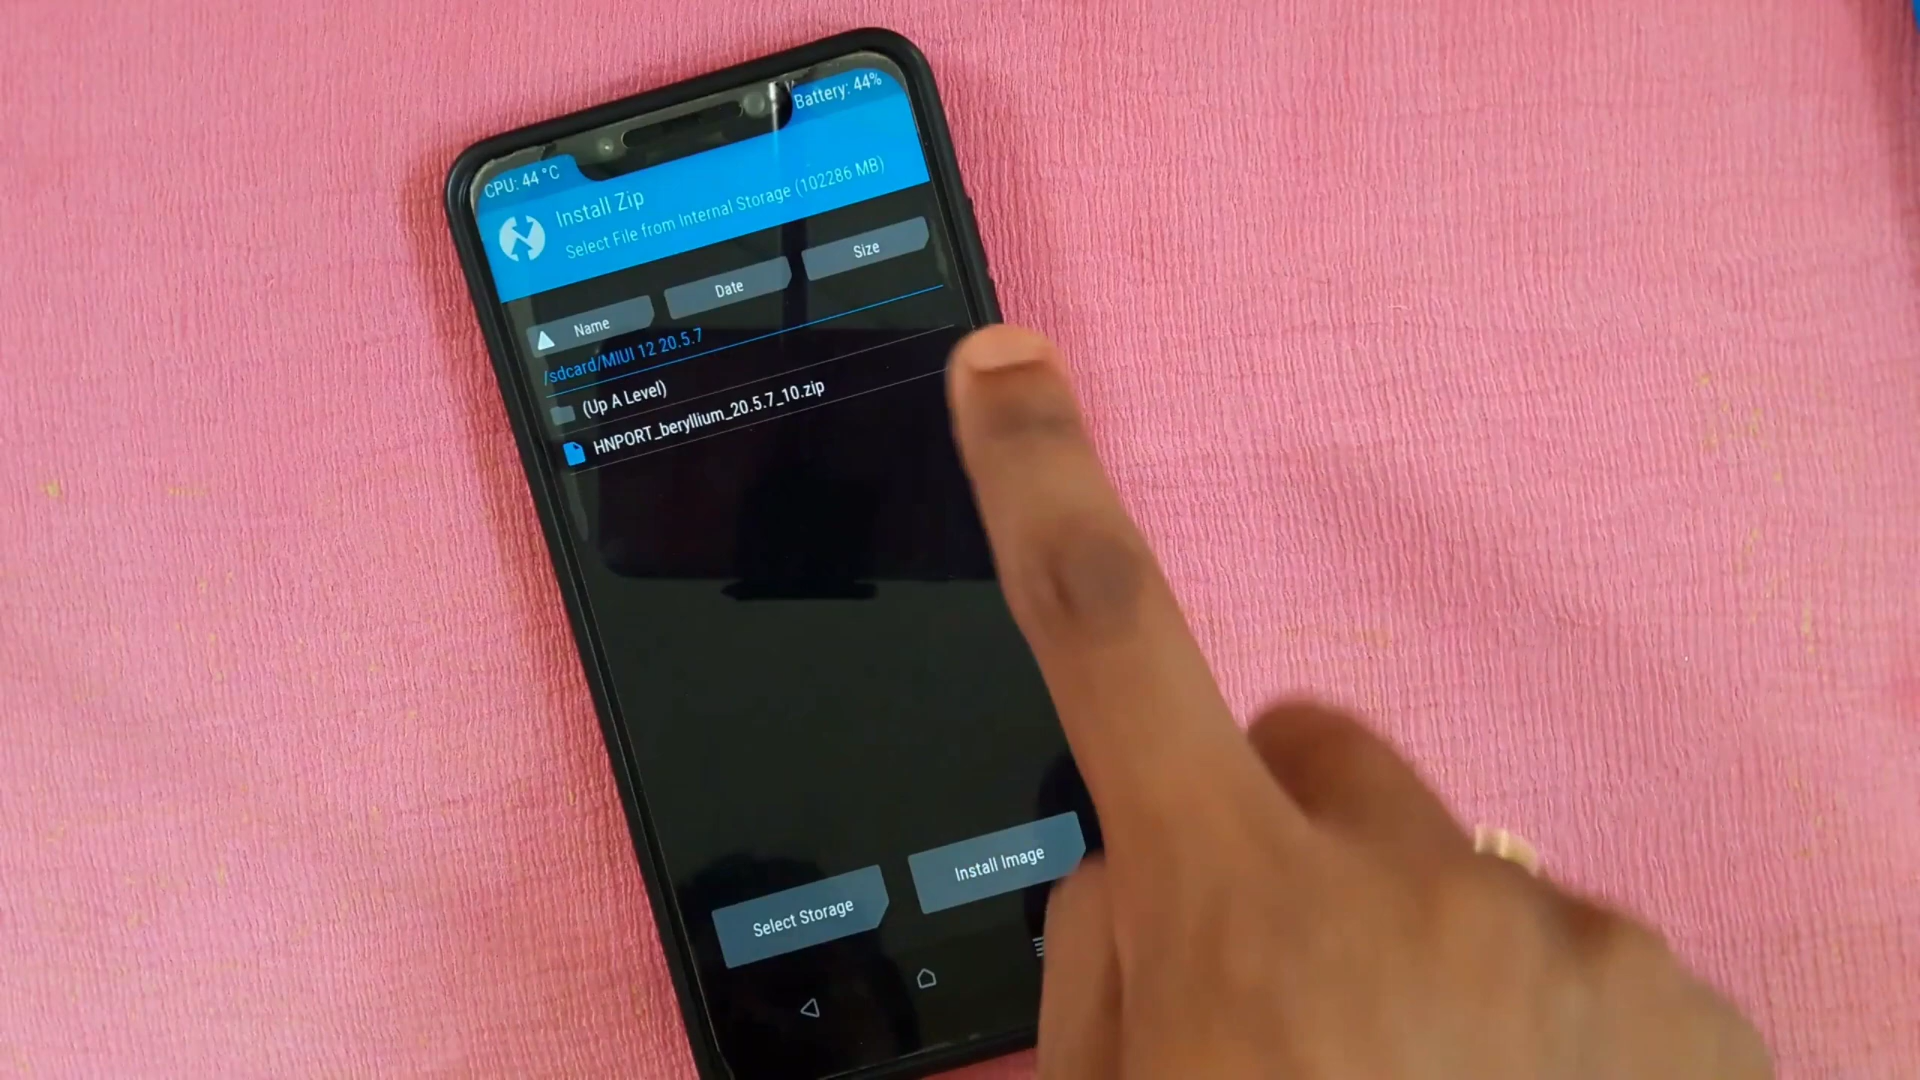 CPU: 44 °C
Battery: 44%
Install Zip
Select File from Internal Storage (102286 MB)
Name
Date
Size
/sdcard/MIUI 12 20.5.7
(Up A Level)
HNPORT_beryllium_20.5.7_10.zip
Select Storage
Install Image